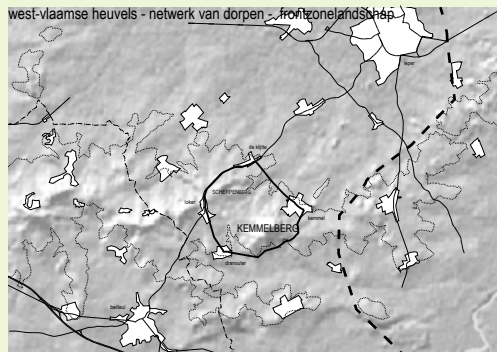 west-vlaamse heuvels - netwerk van dorpen - frontzonelandschap
ieper
de klijte
SCHERPENBERG
loker
kemmel
KEMMELBERG
dranouter
bailleul